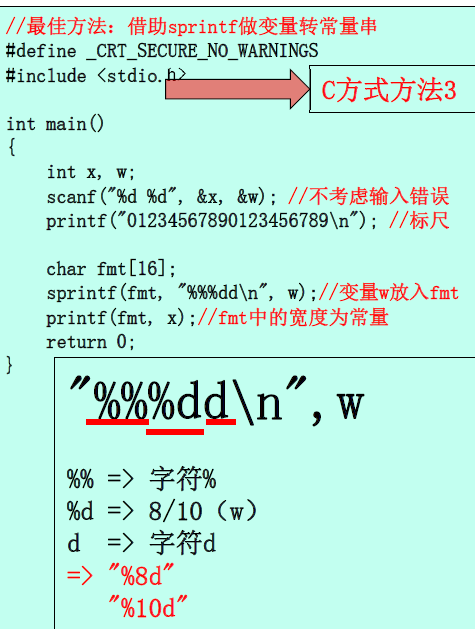 //最佳方法：借助sprintf做变量转常量串
#define _CRT_SECURE_NO_WARNINGS
#include <stdio.h>
C方式方法3
int main()
{
    int x, w;
    scanf("%d %d", &x, &w); //不考虑输入错误
    printf("01234567890123456789\n"); //标尺
    char fmt[16];
    sprintf(fmt, "%%%dd\n", w);//变量w放入fmt
    printf(fmt, x);//fmt中的宽度为常量
    return 0;
}
"%%%dd\n",w
%% => 字符%
%d => 8/10（w）
d  => 字符d
=> "%8d"
   "%10d"